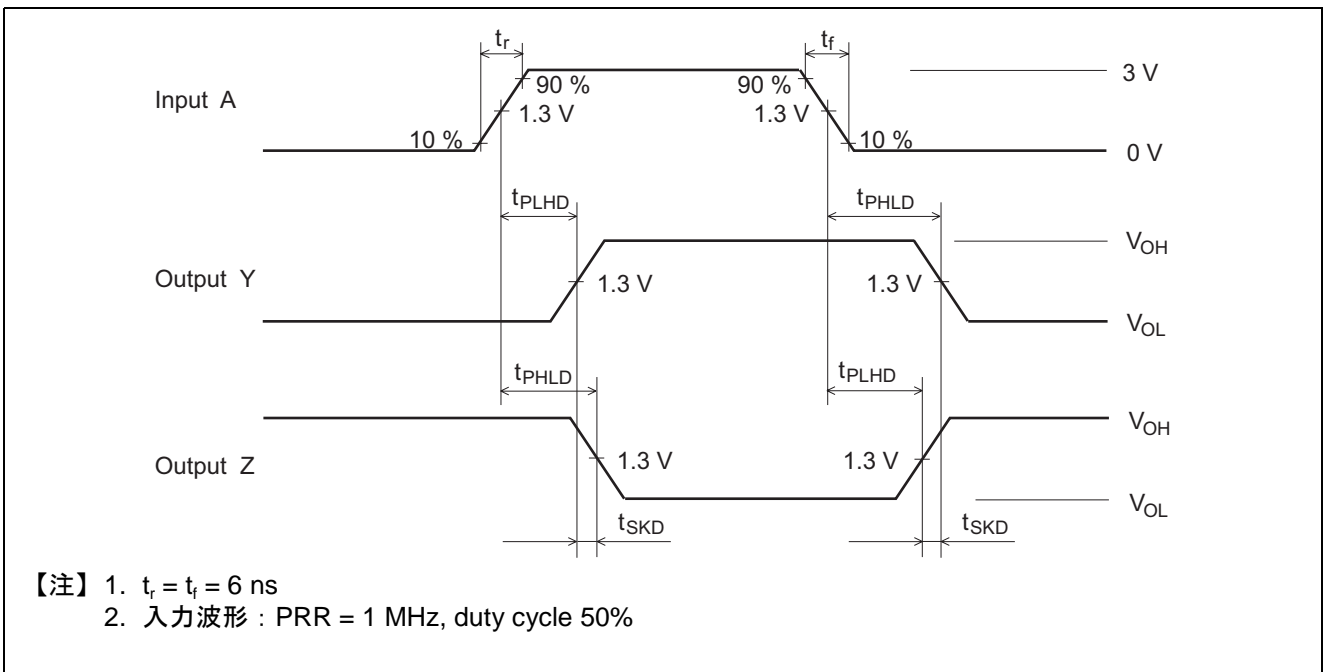 tr tf
90 % 90 % 3 V
Input A
1.3 V 1.3 V
10 % 10 %
0 V
tPLHD tPHLD
VOH
Output Y 1.3 V 1.3 V
VOL
tPHLD tPLHD
VOH
Output Z 1.3 V 1.3 V
VOL
tSKD tSKD
【注】 1. tr = tf = 6 ns
2. 入力波形：PRR = 1 MHz, duty cycle 50%